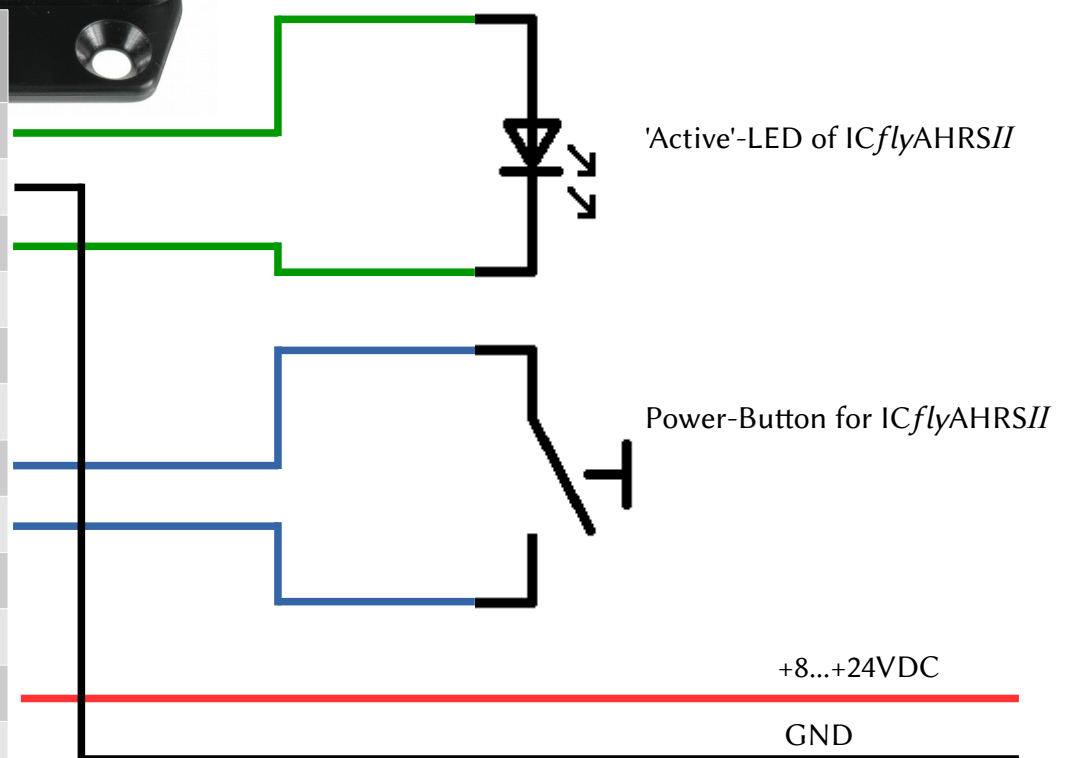 'Active'-LED of ICflyAHRSII
Power-Button for ICflyAHRSII
+8...+24VDC
GND